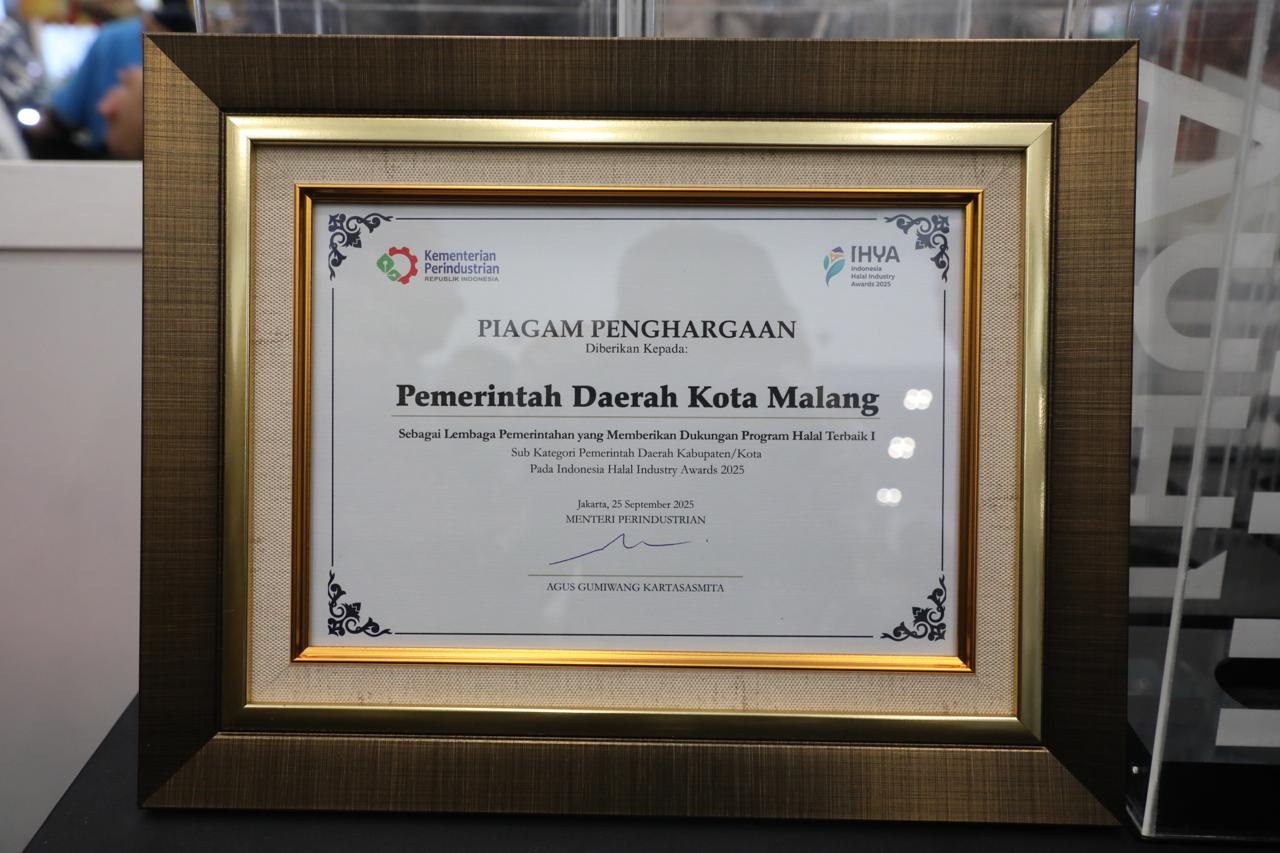 Kementerian
Perindustrian
REPUBLIK INDONESIA
IHYA
Indonesia
Halal Industry
Awards 2025
PIAGAM PENGHARGAAN
Diberikan Kepada:
Pemerintah Daerah Kota Malang
Sebagai Lembaga Pemerintahan yang Memberikan Dukungan Program Halal Terbaik I
Sub Kategori Pemerintah Daerah Kabupaten/Kota
Pada Indonesia Halal Industry Awards 2025
Jakarta, 25 September 2025
MENTERI PERINDUSTRIAN
AGUS GUMIWANG KARTASASMITA